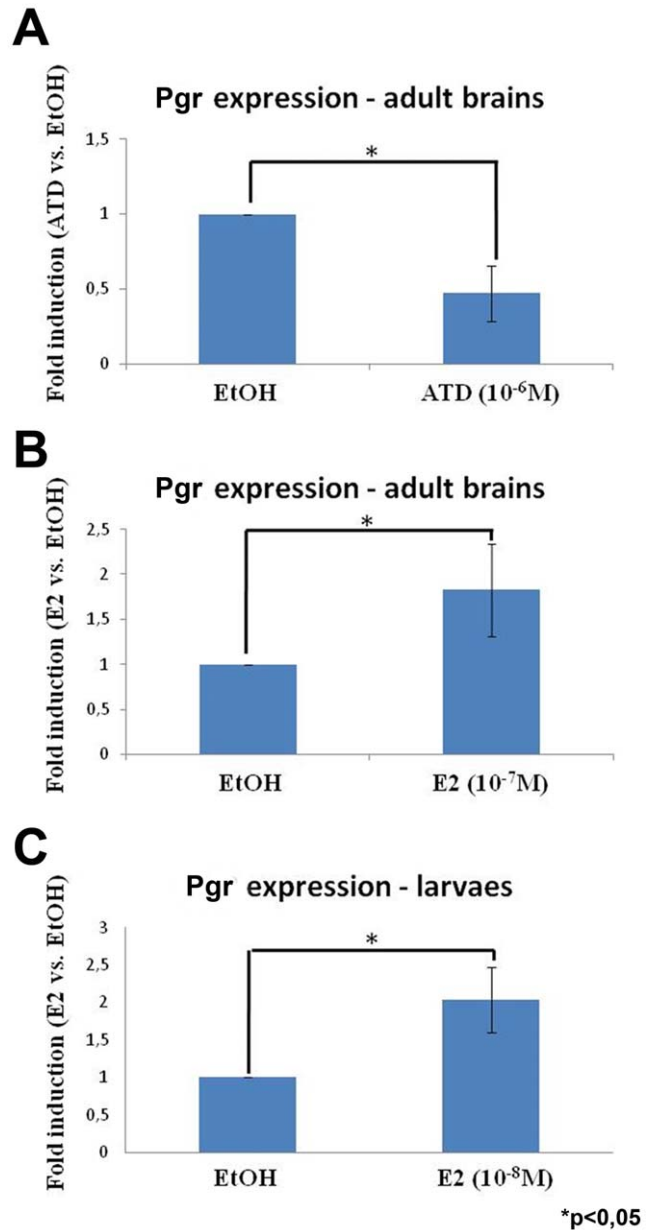 A
Pgr expression - adult brains
Fold induction (ATD vs. EtOH)
1,5
1
0,5
0
*
EtOH
ATD (10⁻⁶M)
B
Pgr expression - adult brains
Fold induction (E2 vs. EtOH)
2,5
2
1,5
1
0,5
0
*
EtOH
E2 (10⁻⁷M)
C
Pgr expression - larvaes
Fold induction (E2 vs. EtOH)
3
2,5
2
1,5
1
0,5
0
*
EtOH
E2 (10⁻⁸M)
*p<0,05